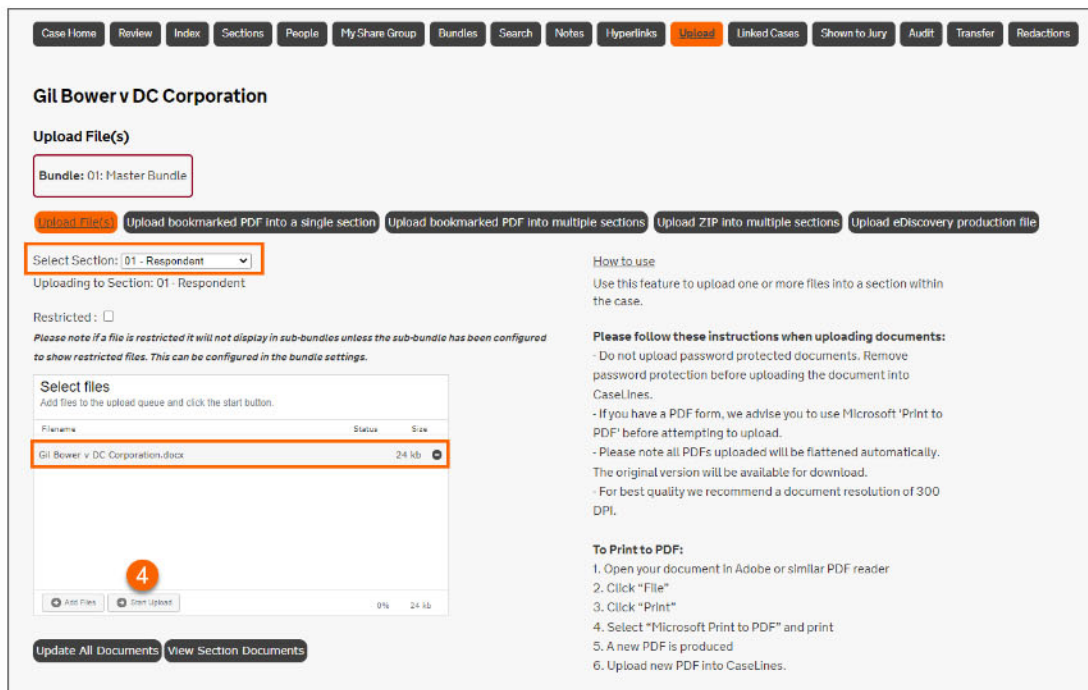 Case Home Review Index Sections People My Share Group Bundles Search Notes Hyperlinks Upload Linked Cases Shown to Jury Audit Transfer Redactions
Gil Bower v DC Corporation
Upload File(s)
Bundle: 01: Master Bundle
Upload File(s) Upload bookmarked PDF into a single section Upload bookmarked PDF into multiple sections Upload ZIP into multiple sections Upload eDiscovery production file
Select Section: 01 - Respondent
Uploading to Section: 01 - Respondent
Restricted :
Please note if a file is restricted it will not display in sub-bundles unless the sub-bundle has been configured
to show restricted files. This can be configured in the bundle settings.
Select files
Add files to the upload queue and click the start button.
Filename Status Size
Gil Bower v DC Corporation.docx 24 kb
4
Add Files Start Upload 0% 24 kb
Update All Documents View Section Documents
How to use
Use this feature to upload one or more files into a section within
the case.
Please follow these instructions when uploading documents:
- Do not upload password protected documents. Remove
password protection before uploading the document into
CaseLines.
- If you have a PDF form, we advise you to use Microsoft 'Print to
PDF' before attempting to upload.
- Please note all PDFs uploaded will be flattened automatically.
The original version will be available for download.
- For best quality we recommend a document resolution of 300
DPI.
To Print to PDF:
1. Open your document in Adobe or similar PDF reader
2. Click "File"
3. Click "Print"
4. Select "Microsoft Print to PDF" and print
5. A new PDF is produced
6. Upload new PDF into CaseLines.